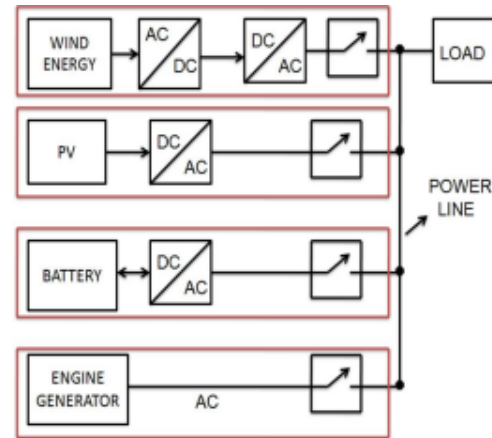 WIND
ENERGY
AC
DC
DC
AC
LOAD
PV
DC
AC
POWER
LINE
BATTERY
DC
AC
ENGINE
GENERATOR
AC